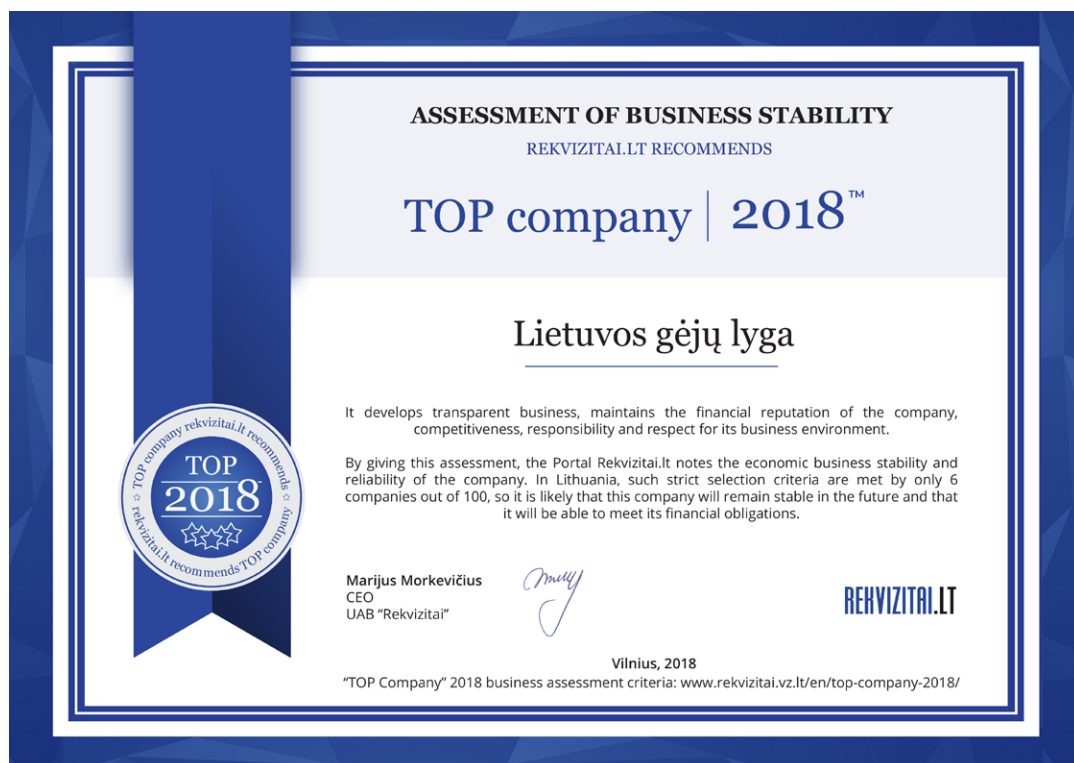 ASSESSMENT OF BUSINESS STABILITY
REKVIZITAI.LT RECOMMENDS
TOP company | 2018™
Lietuvos gėjų lyga
It develops transparent business, maintains the financial reputation of the company,
competitiveness, responsibility and respect for its business environment.
By giving this assessment, the Portal Rekvizitai.lt notes the economic business stability and
reliability of the company. In Lithuania, such strict selection criteria are met by only 6
companies out of 100, so it is likely that this company will remain stable in the future and that
it will be able to meet its financial obligations.
TOP company rekvizitai.lt recommends
TOP
2018
rekvizitai.lt recommends TOP company
Marijus Morkevičius
CEO
UAB “Rekvizitai”
REKVIZITAI.LT
Vilnius, 2018
“TOP Company” 2018 business assessment criteria: www.rekvizitai.vz.lt/en/top-company-2018/